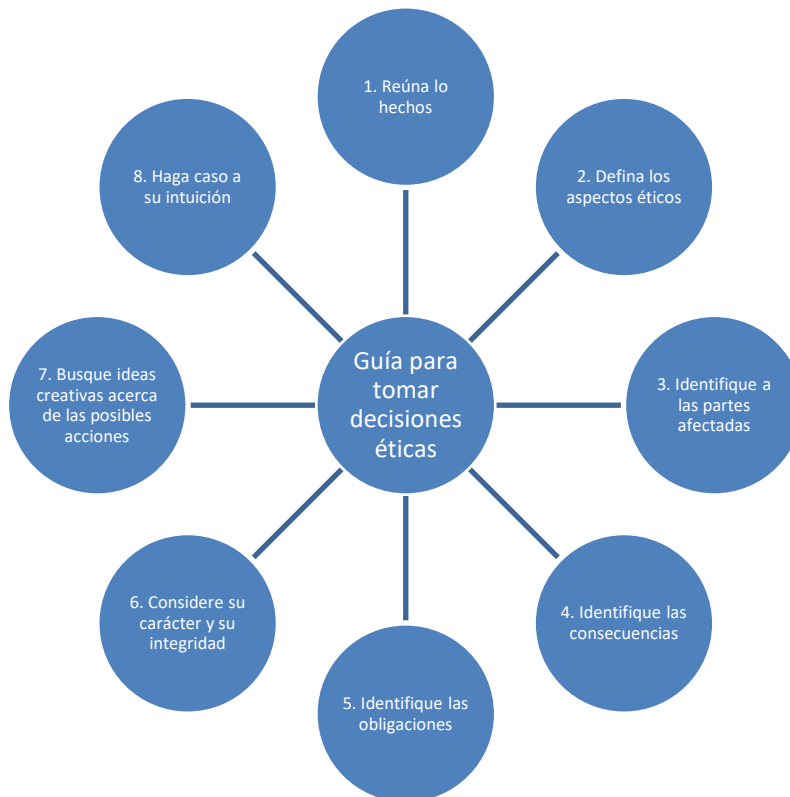 1. Reúna lo
hechos
2. Defina los
aspectos éticos
3. Identifique a
las partes
afectadas
4. Identifique las
consecuencias
5. Identifique las
obligaciones
6. Considere su
carácter y su
integridad
7. Busque ideas
creativas acerca
de las posibles
acciones
8. Haga caso a
su intuición
Guía para
tomar
decisiones
éticas